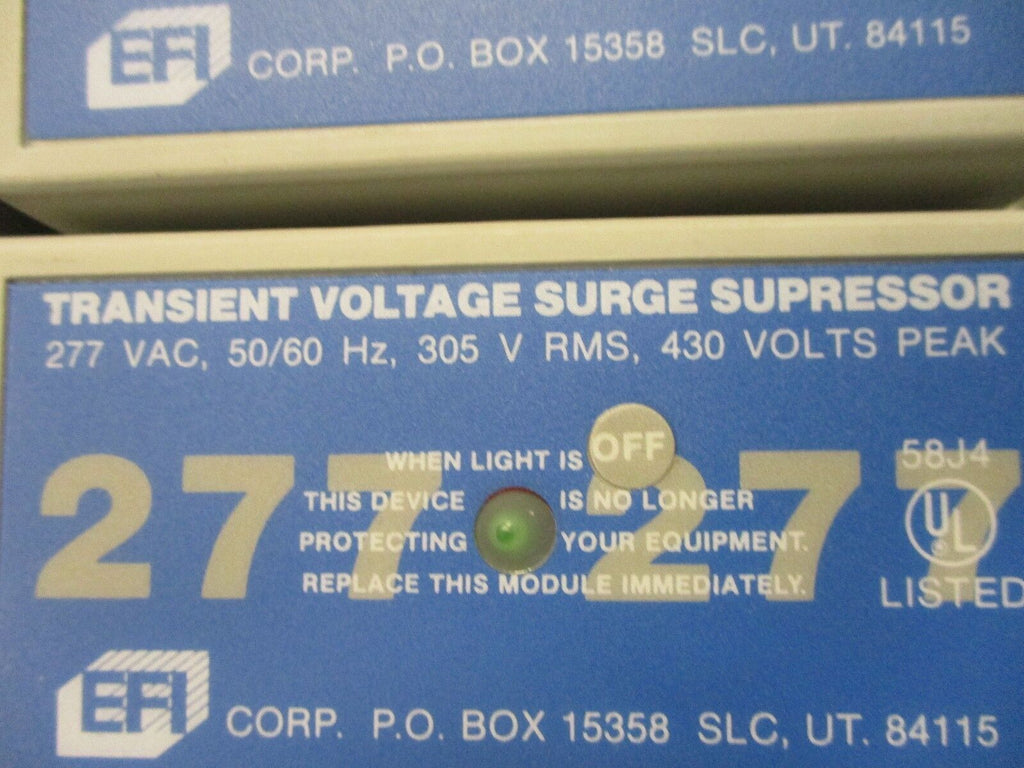 EFI CORP. P.O. BOX 15358 SLC, UT. 84115
TRANSIENT VOLTAGE SURGE SUPRESSOR
277 VAC, 50/60 Hz, 305 V RMS, 430 VOLTS PEAK
277 277
WHEN LIGHT IS OFF
THIS DEVICE IS NO LONGER
PROTECTING YOUR EQUIPMENT.
REPLACE THIS MODULE IMMEDIATELY.
58J4
UL
LISTED
EFI CORP. P.O. BOX 15358 SLC, UT. 84115